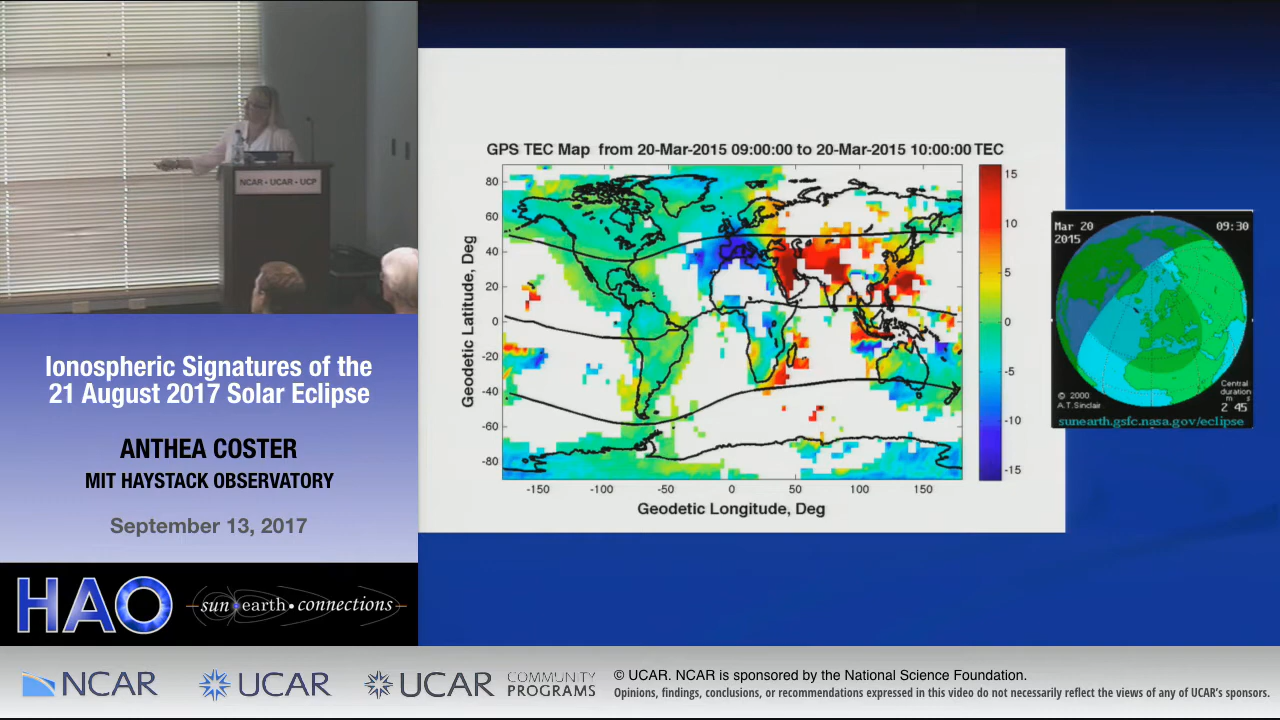 NCAR • UCAR • UCP
Ionospheric Signatures of the
21 August 2017 Solar Eclipse
ANTHEA COSTER
MIT HAYSTACK OBSERVATORY
September 13, 2017
HAO
sun•earth•connections
GPS TEC Map from 20-Mar-2015 09:00:00 to 20-Mar-2015 10:00:00 TEC
80
60
40
20
0
-20
-40
-60
-80
Geodetic Latitude, Deg
-150
-100
-50
0
50
100
150
Geodetic Longitude, Deg
15
10
5
0
-5
-10
-15
Mar 20
2015
09:30
© 2000
A.T.Sinclair
Central
duration
m s
2 45
sunearth.gsfc.nasa.gov/eclipse
NCAR
UCAR
UCAR
COMMUNITY
PROGRAMS
© UCAR. NCAR is sponsored by the National Science Foundation.
Opinions, findings, conclusions, or recommendations expressed in this video do not necessarily reflect the views of any of UCAR's sponsors.